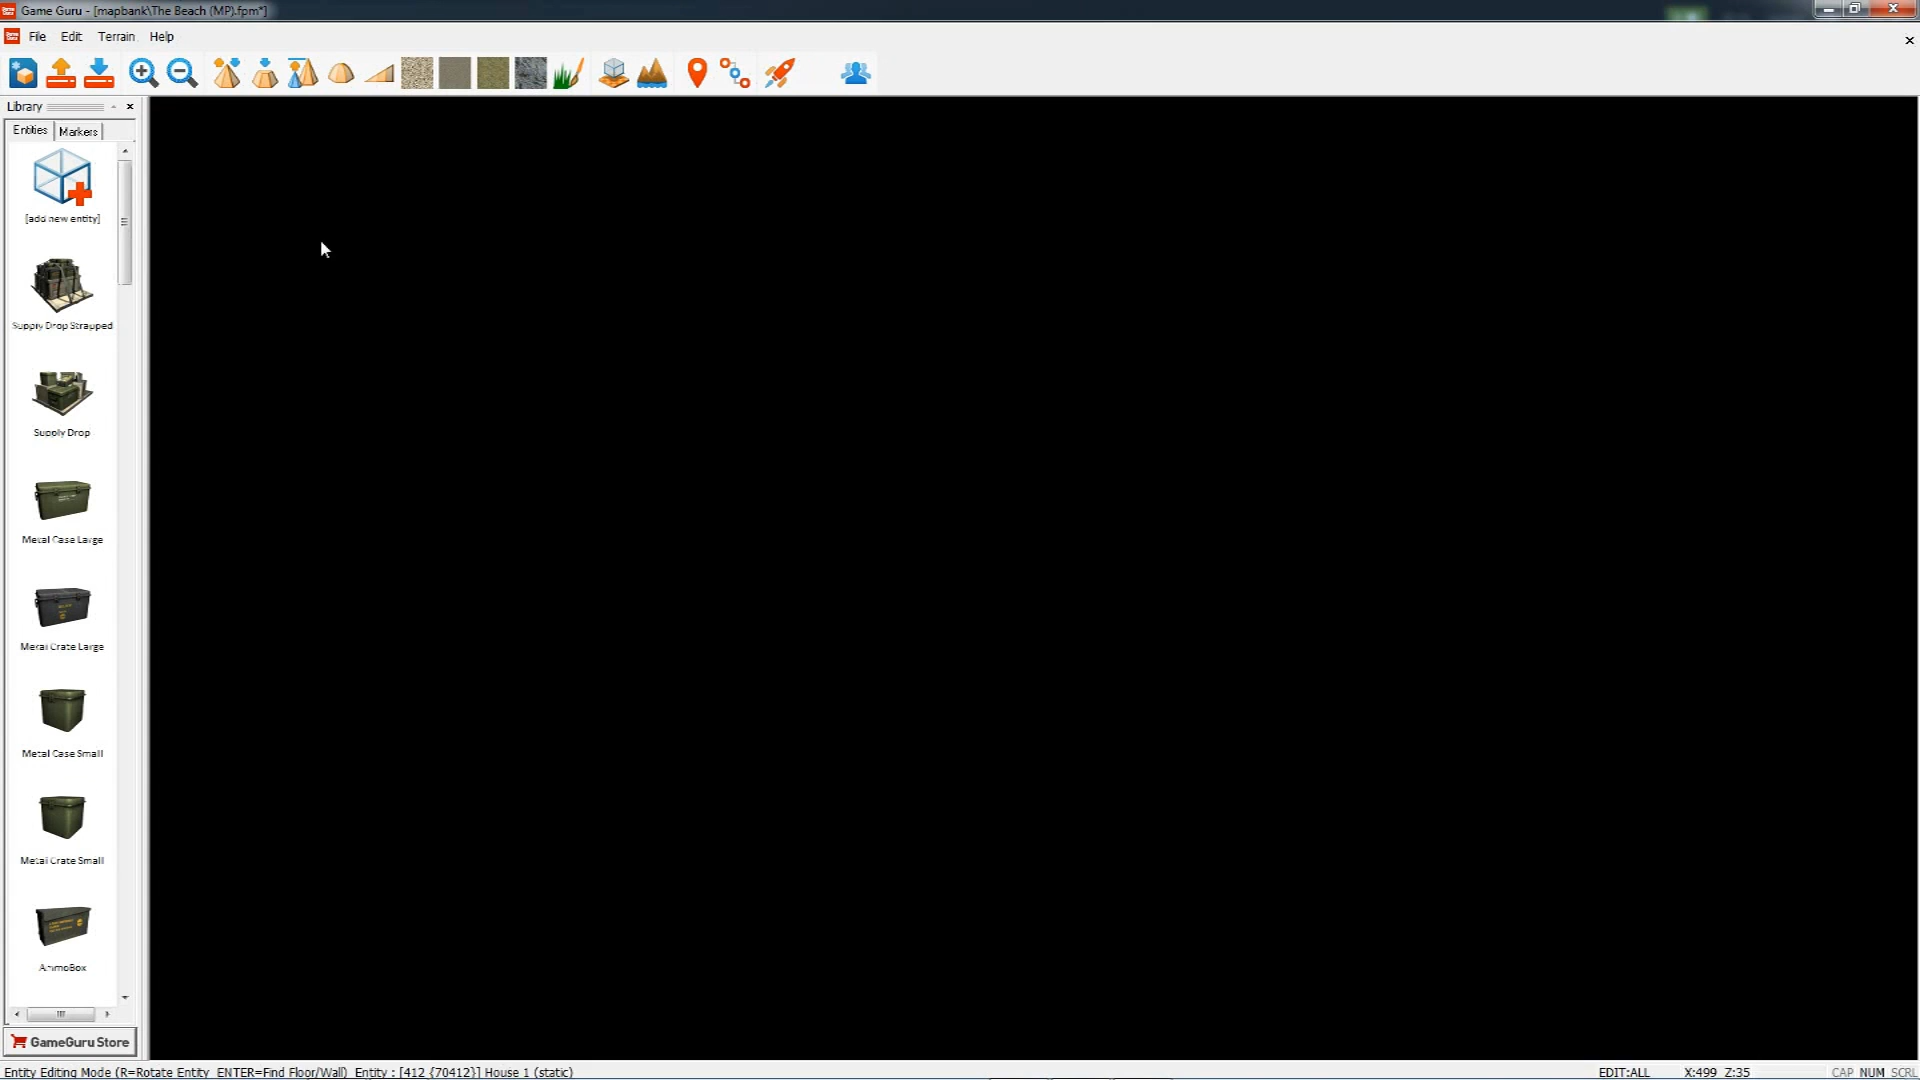 Game Guru - [mapbank\The Beach (MP).fpm*]
File Edit Terrain Help
Library
Entities Markers
[add new entity]
Supply Drop Strapped
Supply Drop
Metal Case Large
Metal Crate Large
Metal Case Small
Metal Crate Small
AmmoBox
GameGuru Store
Entity Editing Mode (R=Rotate Entity ENTER=Find Floor/Wall) Entity : [412 {70412}] House 1 (static)
EDIT:ALL X:499 Z:35 CAP NUM SCRL